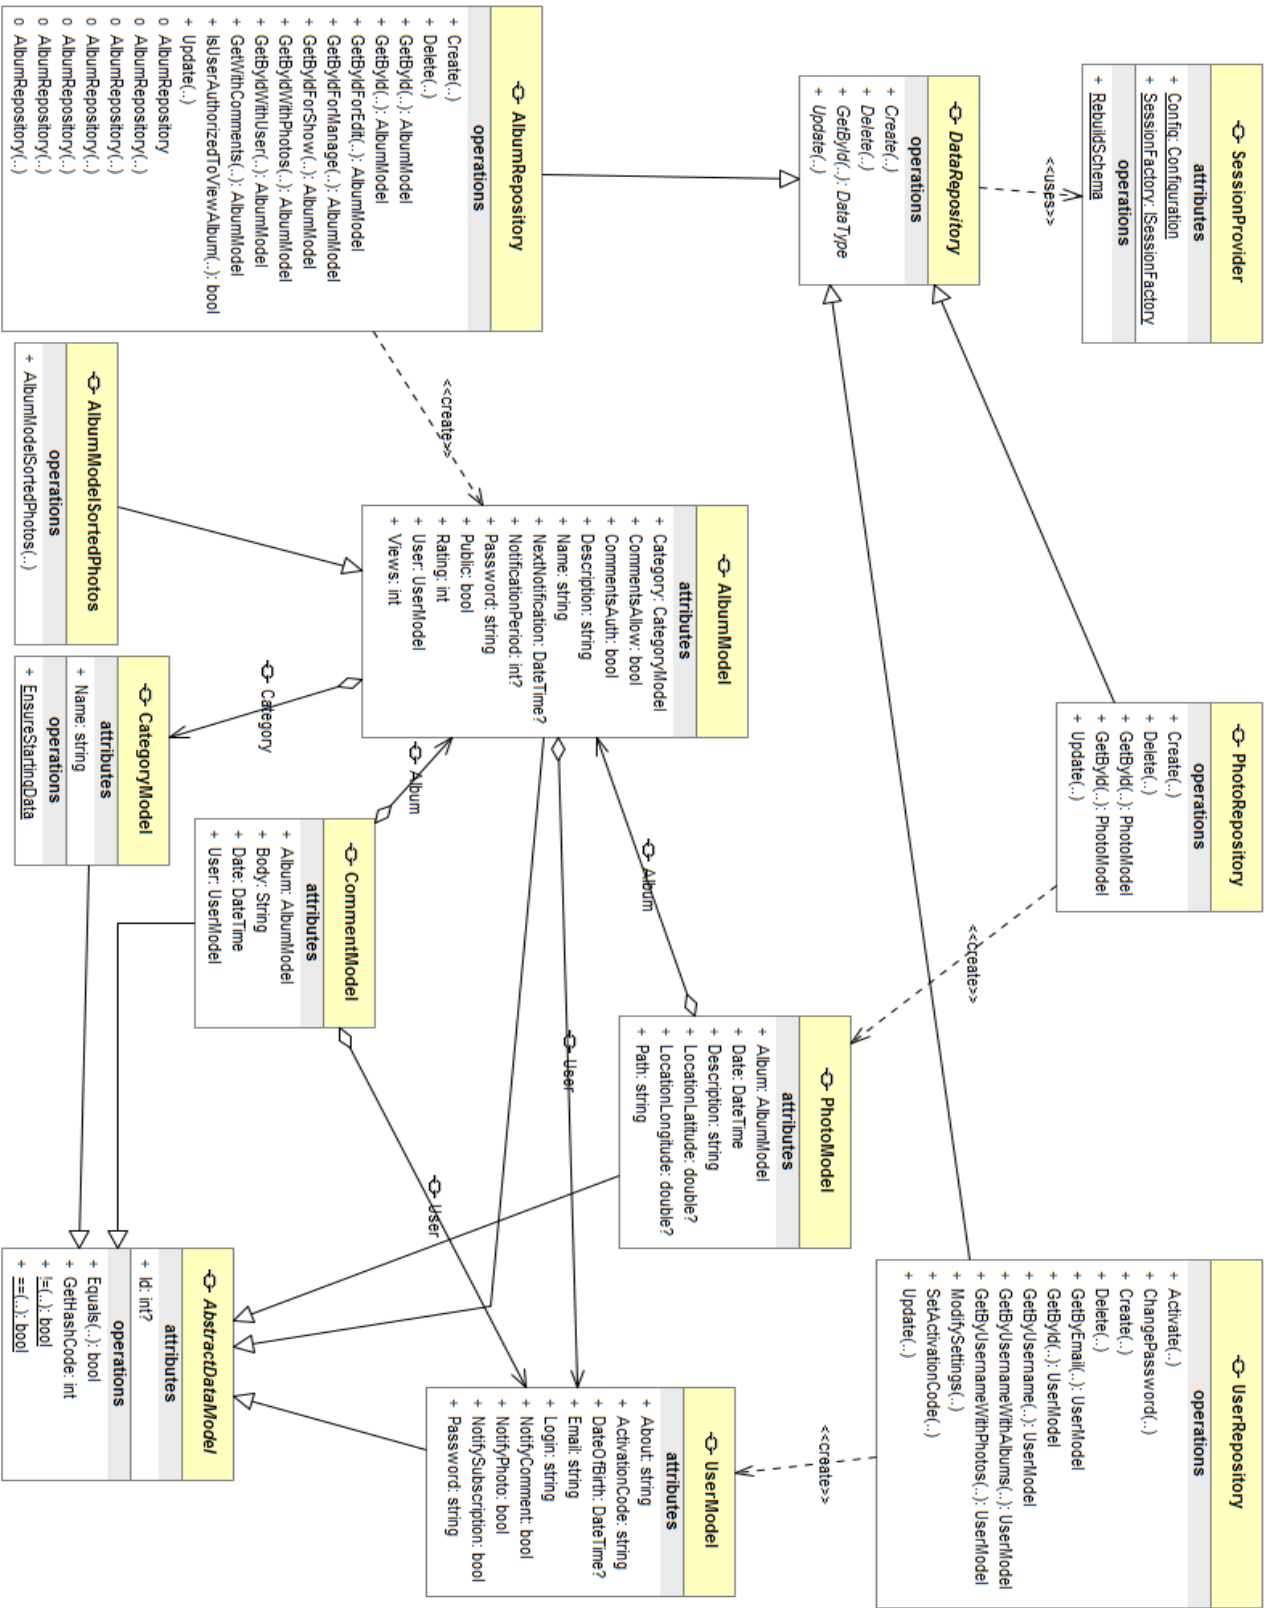 SessionProvider
attributes
+ Config: Configuration
+ SessionFactory: ISessionFactory
operations
+ RebuildSchema
<<uses>>
DataRepository
operations
+ Create(..)
+ Delete(..)
+ GetById(..): DataType
+ Update(..)
PhotoRepository
operations
+ Create(..)
+ Delete(..)
+ GetById(..): PhotoModel
+ GetById(..): PhotoModel
+ Update(..)
UserRepository
operations
+ Activate(..)
+ ChangePassword(..)
+ Create(..)
+ Delete(..)
+ GetByEmail(..): UserModel
+ GetById(..): UserModel
+ GetByUsername(..): UserModel
+ GetByUsernameWithAlbums(..): UserModel
+ GetByUsernameWithPhotos(..): UserModel
+ ModifySettings(..)
+ SetActivationCode(..)
+ Update(..)
AlbumRepository
operations
+ Create(..)
+ Delete(..)
+ GetById(..): AlbumModel
+ GetById(..): AlbumModel
+ GetByIdForEdit(..): AlbumModel
+ GetByIdForManage(..): AlbumModel
+ GetByIdForShow(..): AlbumModel
+ GetByIdWithPhotos(..): AlbumModel
+ GetByIdWithUser(..): AlbumModel
+ GetWithComments(..): AlbumModel
+ IsUserAuthorizedToViewAlbum(..): bool
+ Update(..)
o AlbumRepository
o AlbumRepository(..)
o AlbumRepository(..)
o AlbumRepository(..)
o AlbumRepository(..)
o AlbumRepository(..)
o AlbumRepository(..)
<<create>>
<<create>>
<<create>>
AlbumModel
attributes
+ Category: CategoryModel
+ CommentsAllow: bool
+ CommentsAuth: bool
+ Description: string
+ Name: string
+ NextNotification: DateTime?
+ NotificationPeriod: int?
+ Password: string
+ Public: bool
+ Rating: int
+ User: UserModel
+ Views: int
PhotoModel
attributes
+ Album: AlbumModel
+ Date: DateTime
+ Description: string
+ LocationLatitude: double?
+ LocationLongitude: double?
+ Path: string
UserModel
attributes
+ About: string
+ ActivationCode: string
+ DateOfBirth: DateTime?
+ Email: string
+ Login: string
+ NotifyComment: bool
+ NotifyPhoto: bool
+ NotifySubscription: bool
+ Password: string
Album
User
Album
User
Category
AlbumModelSortedPhotos
operations
+ AlbumModelSortedPhotos(..)
CategoryModel
attributes
+ Name: string
operations
+ EnsureStartingData
CommentModel
attributes
+ Album: AlbumModel
+ Body: String
+ Date: DateTime
+ User: UserModel
AbstractDataModel
attributes
+ Id: int?
operations
+ Equals(..): bool
+ GetHashCode: int
+ !=(..): bool
+ ==(..): bool